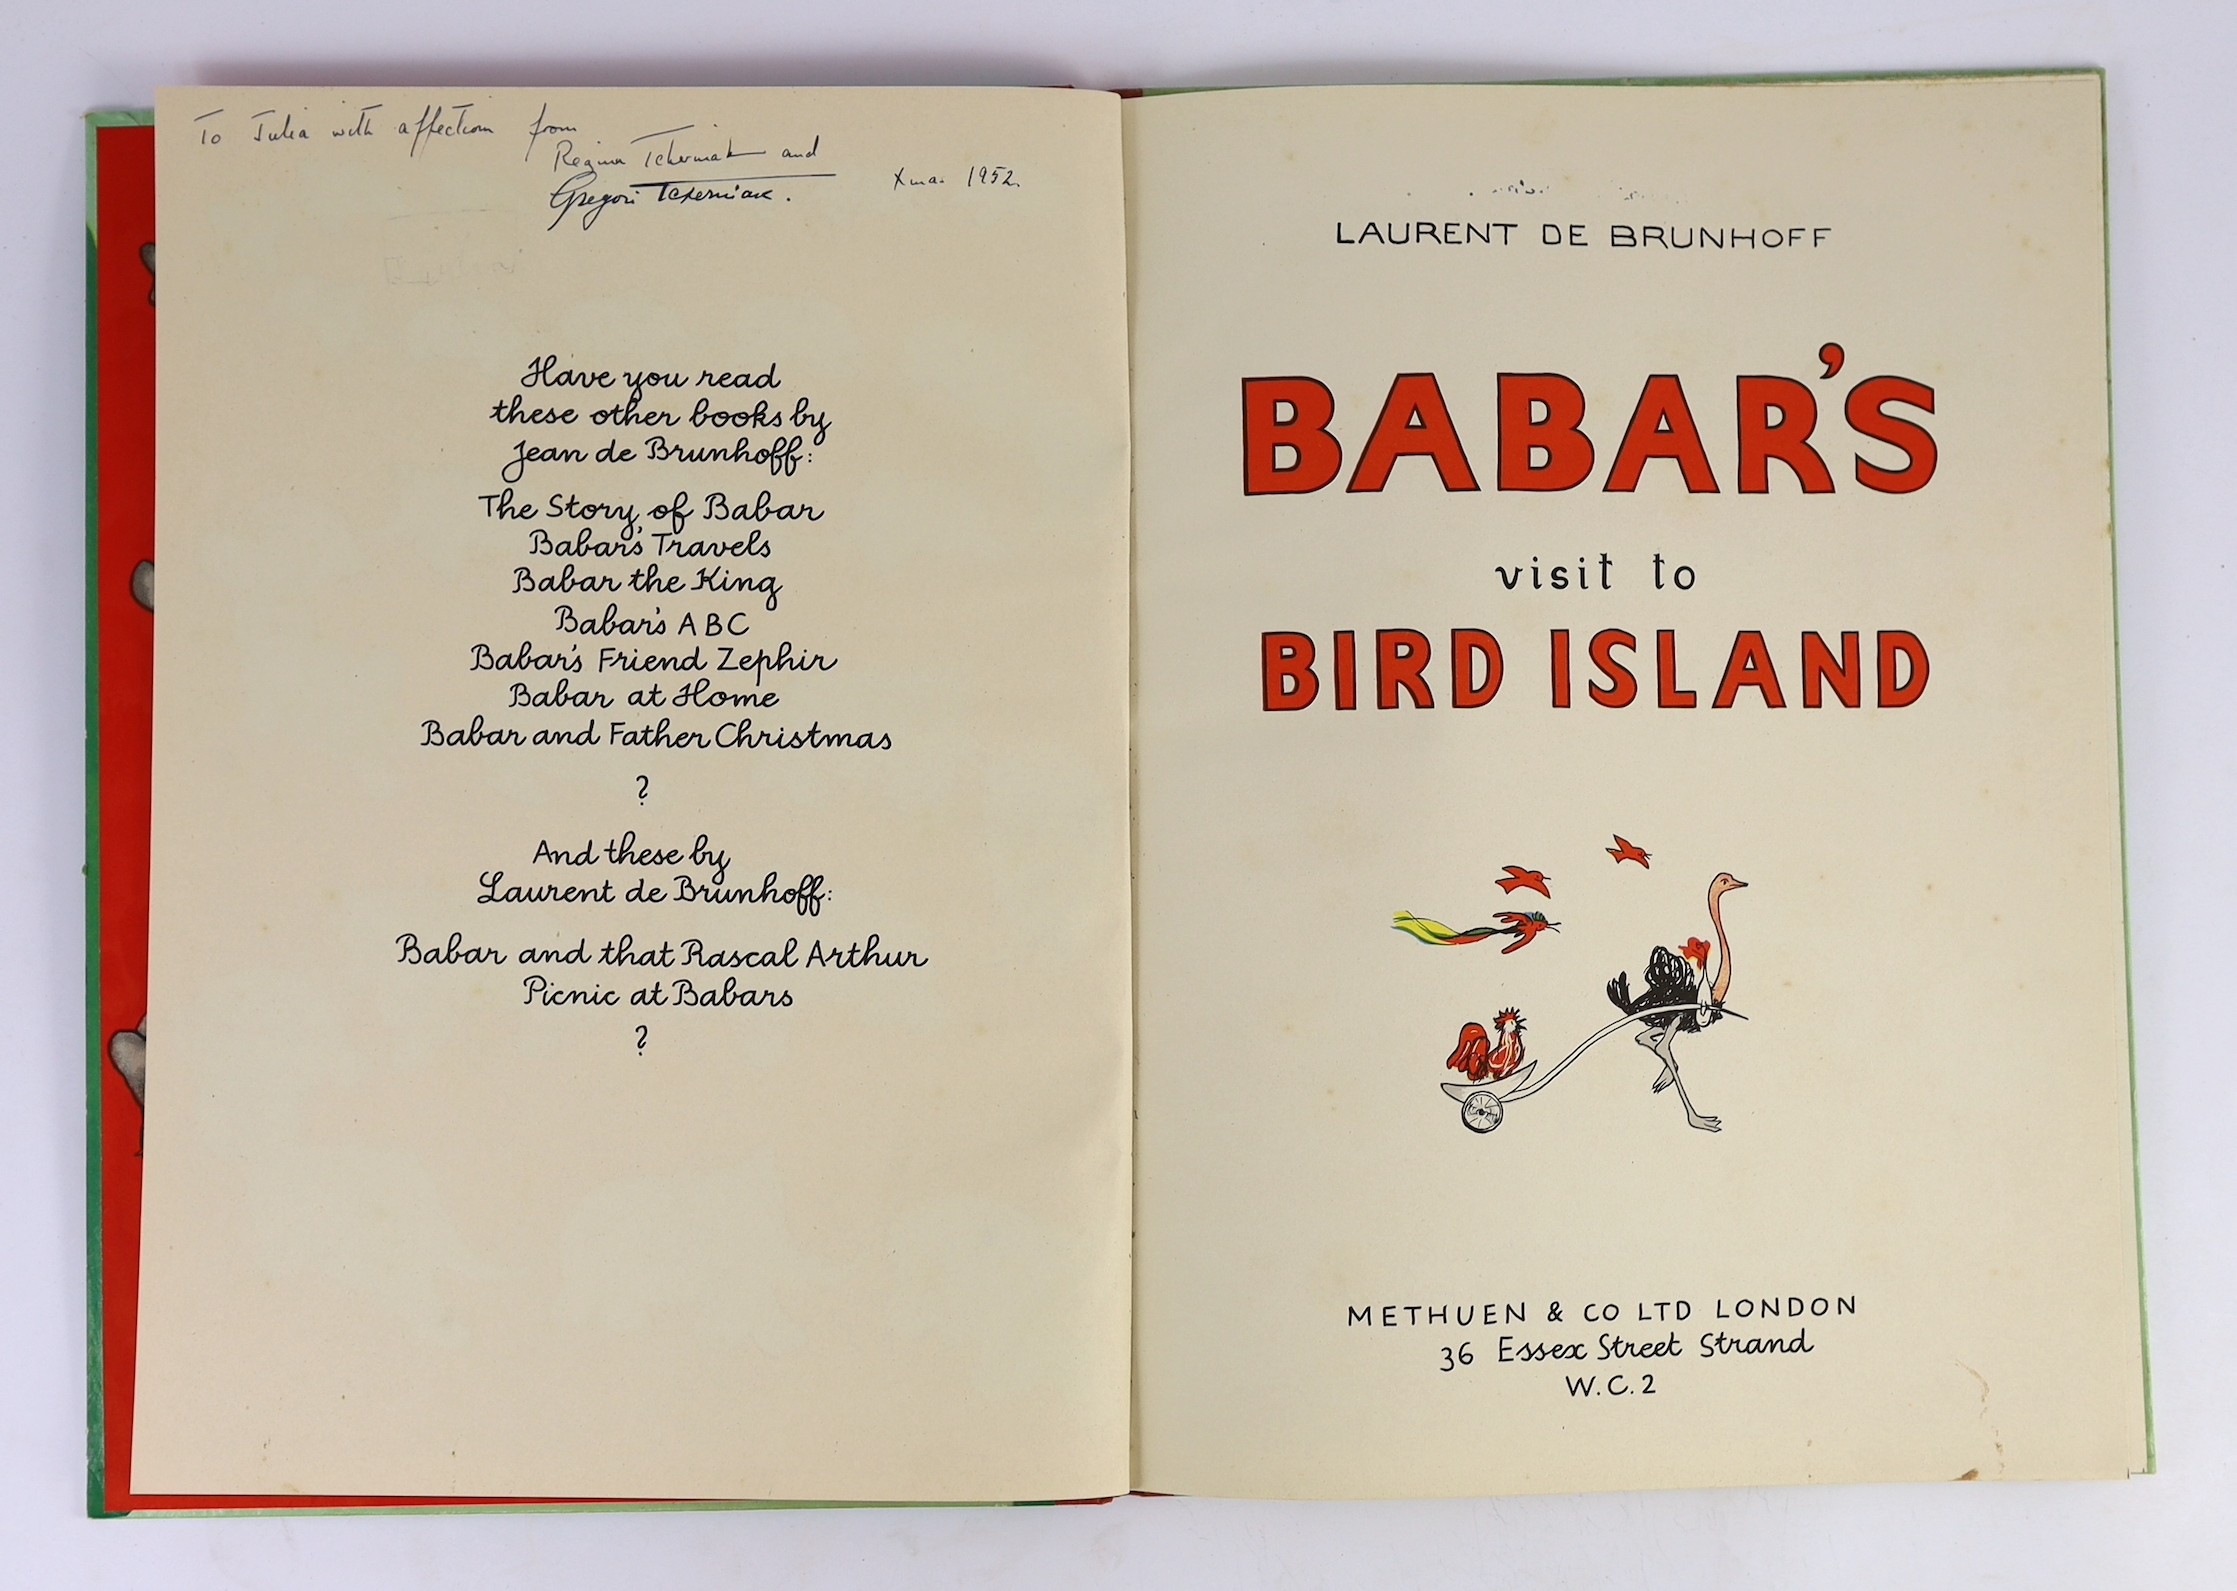 To Julia with affection from
Regina Tcherniak and
Gregori Tcherniak.
Xmas 1952.
Have you read
these other books by
Jean de Brunhoff:
The Story of Babar
Babar's Travels
Babar the King
Babar's ABC
Babar's Friend Zephir
Babar at Home
Babar and Father Christmas
?
And these by
Laurent de Brunhoff:
Babar and that Rascal Arthur
Picnic at Babars
?
LAURENT DE BRUNHOFF
BABAR'S
visit to
BIRD ISLAND
METHUEN & CO LTD LONDON
36 Essex Street Strand
W.C.2